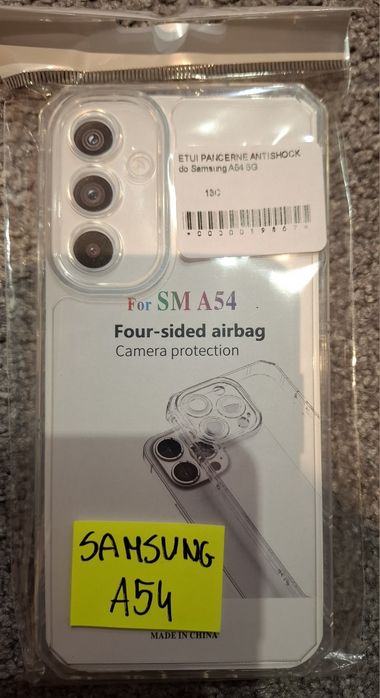 ETUI PANCERNE ANTISHOCK
do Samsung A54 5G
13C
For SM A54
Four-sided airbag
Camera protection
SAMSUNG
A54
MADE IN CHINA